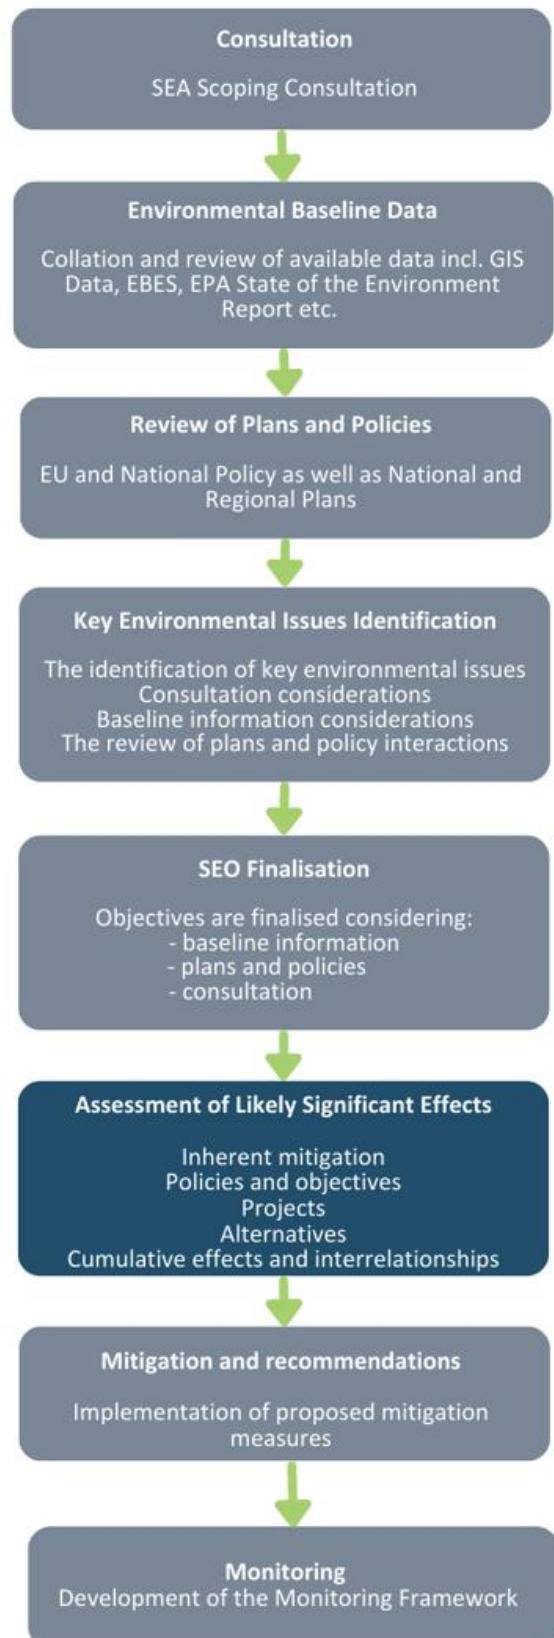 Consultation
SEA Scoping Consultation
Environmental Baseline Data
Collation and review of available data incl. GIS
Data, EBES, EPA State of the Environment
Report etc.
Review of Plans and Policies
EU and National Policy as well as National and
Regional Plans
Key Environmental Issues Identification
The identification of key environmental issues
Consultation considerations
Baseline information considerations
The review of plans and policy interactions
SEO Finalisation
Objectives are finalised considering:
- baseline information
- plans and policies
- consultation
Assessment of Likely Significant Effects
Inherent mitigation
Policies and objectives
Projects
Alternatives
Cumulative effects and interrelationships
Mitigation and recommendations
Implementation of proposed mitigation
measures
Monitoring
Development of the Monitoring Framework